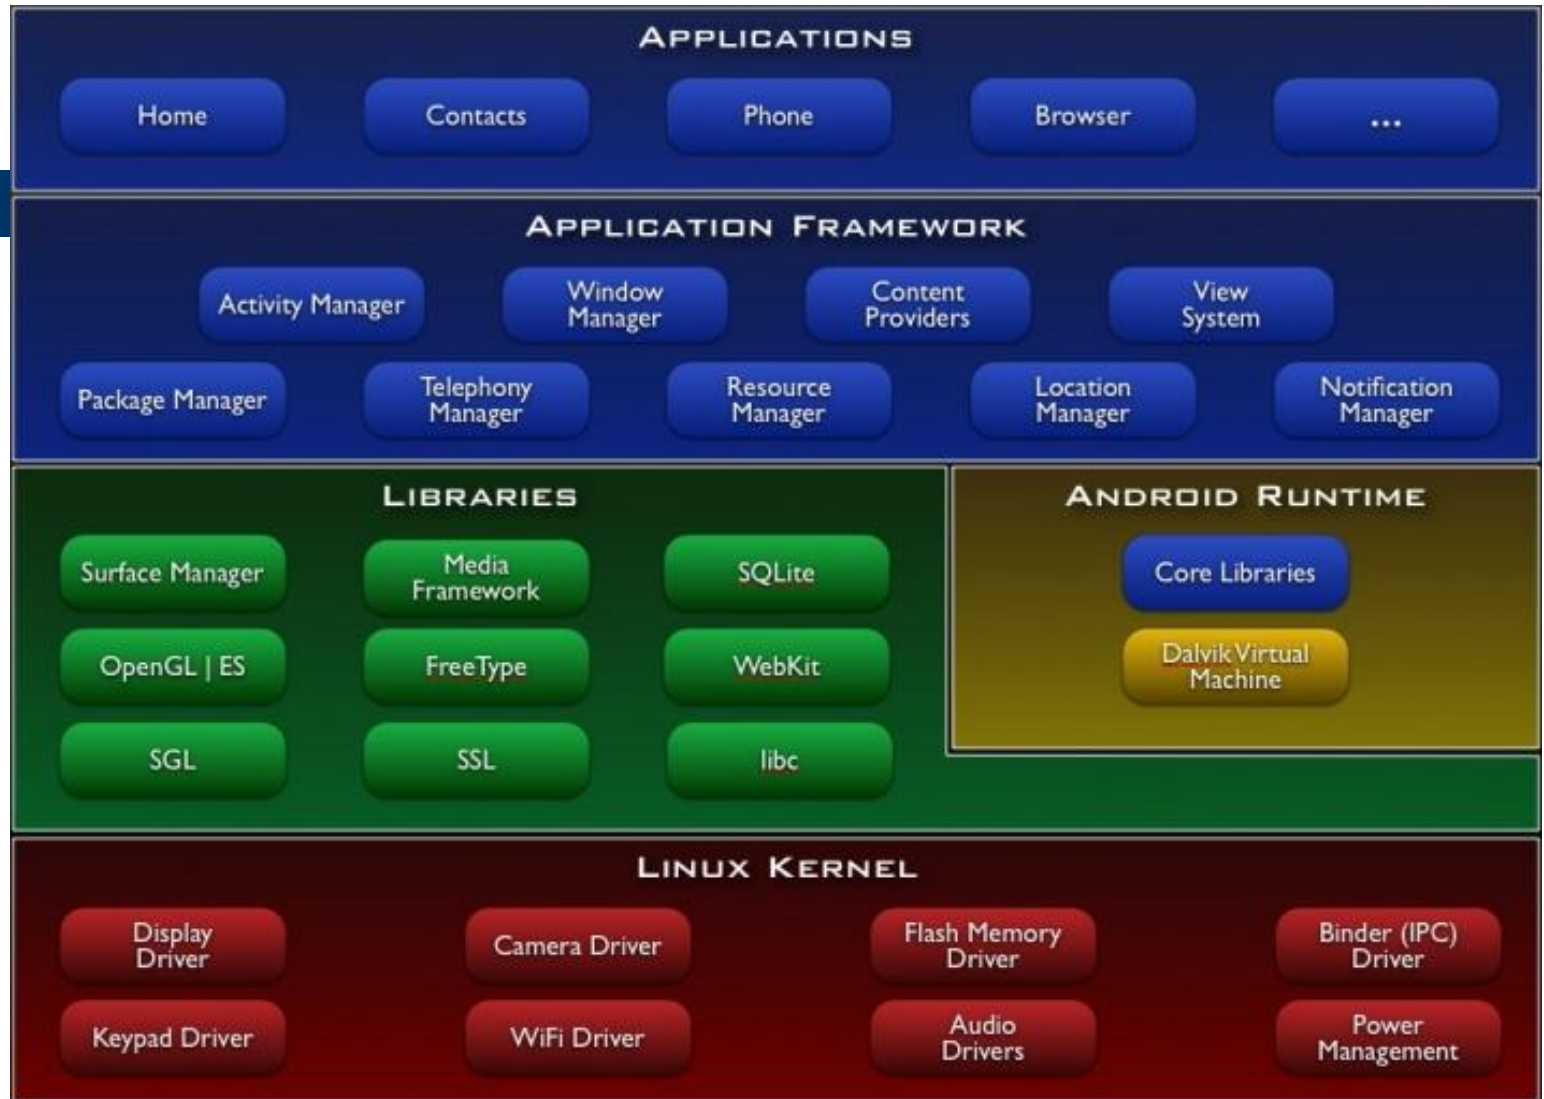 APPLICATIONS
Home
Contacts
Phone
Browser
...
APPLICATION FRAMEWORK
Activity Manager
Window
Manager
Content
Providers
View
System
Package Manager
Telephony
Manager
Resource
Manager
Location
Manager
Notification
Manager
LIBRARIES
Surface Manager
Media
Framework
SQLite
OpenGL | ES
FreeType
WebKit
SGL
SSL
libc
ANDROID RUNTIME
Core Libraries
Dalvik Virtual
Machine
LINUX KERNEL
Display
Driver
Camera Driver
Flash Memory
Driver
Binder (IPC)
Driver
Keypad Driver
WiFi Driver
Audio
Drivers
Power
Management